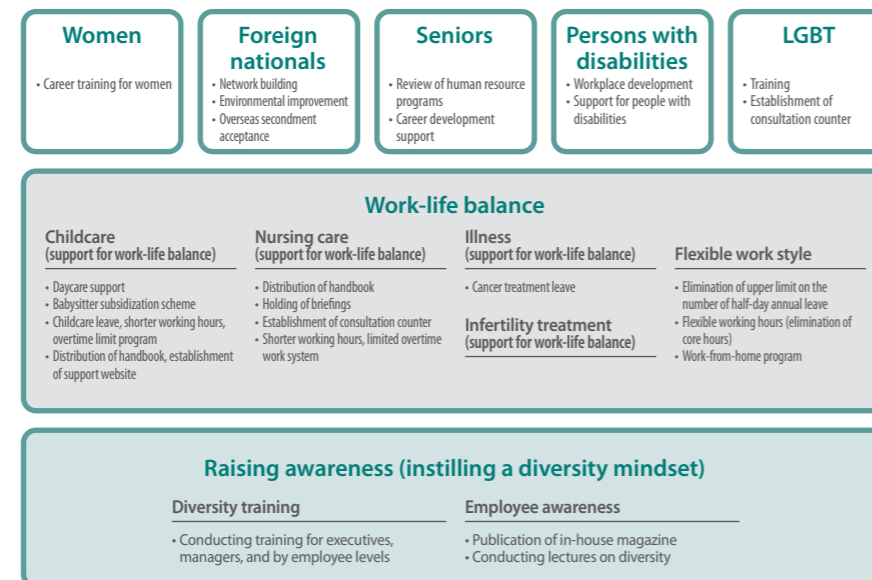 Women
• Career training for women
Foreign
nationals
• Network building
• Environmental improvement
• Overseas secondment
acceptance
Seniors
• Review of human resource
programs
• Career development
support
Persons with
disabilities
• Workplace development
• Support for people with
disabilities
LGBT
• Training
• Establishment of
consultation counter
Work-life balance
Childcare
(support for work-life balance)
• Daycare support
• Babysitter subsidization scheme
• Childcare leave, shorter working hours,
overtime limit program
• Distribution of handbook, establishment
of support website
Nursing care
(support for work-life balance)
• Distribution of handbook
• Holding of briefings
• Establishment of consultation counter
• Shorter working hours, limited overtime
work system
Illness
(support for work-life balance)
• Cancer treatment leave
Infertility treatment
(support for work-life balance)
Flexible work style
• Elimination of upper limit on the
number of half-day annual leave
• Flexible working hours (elimination of
core hours)
• Work-from-home program
Raising awareness (instilling a diversity mindset)
Diversity training
• Conducting training for executives,
managers, and by employee levels
Employee awareness
• Publication of in-house magazine
• Conducting lectures on diversity